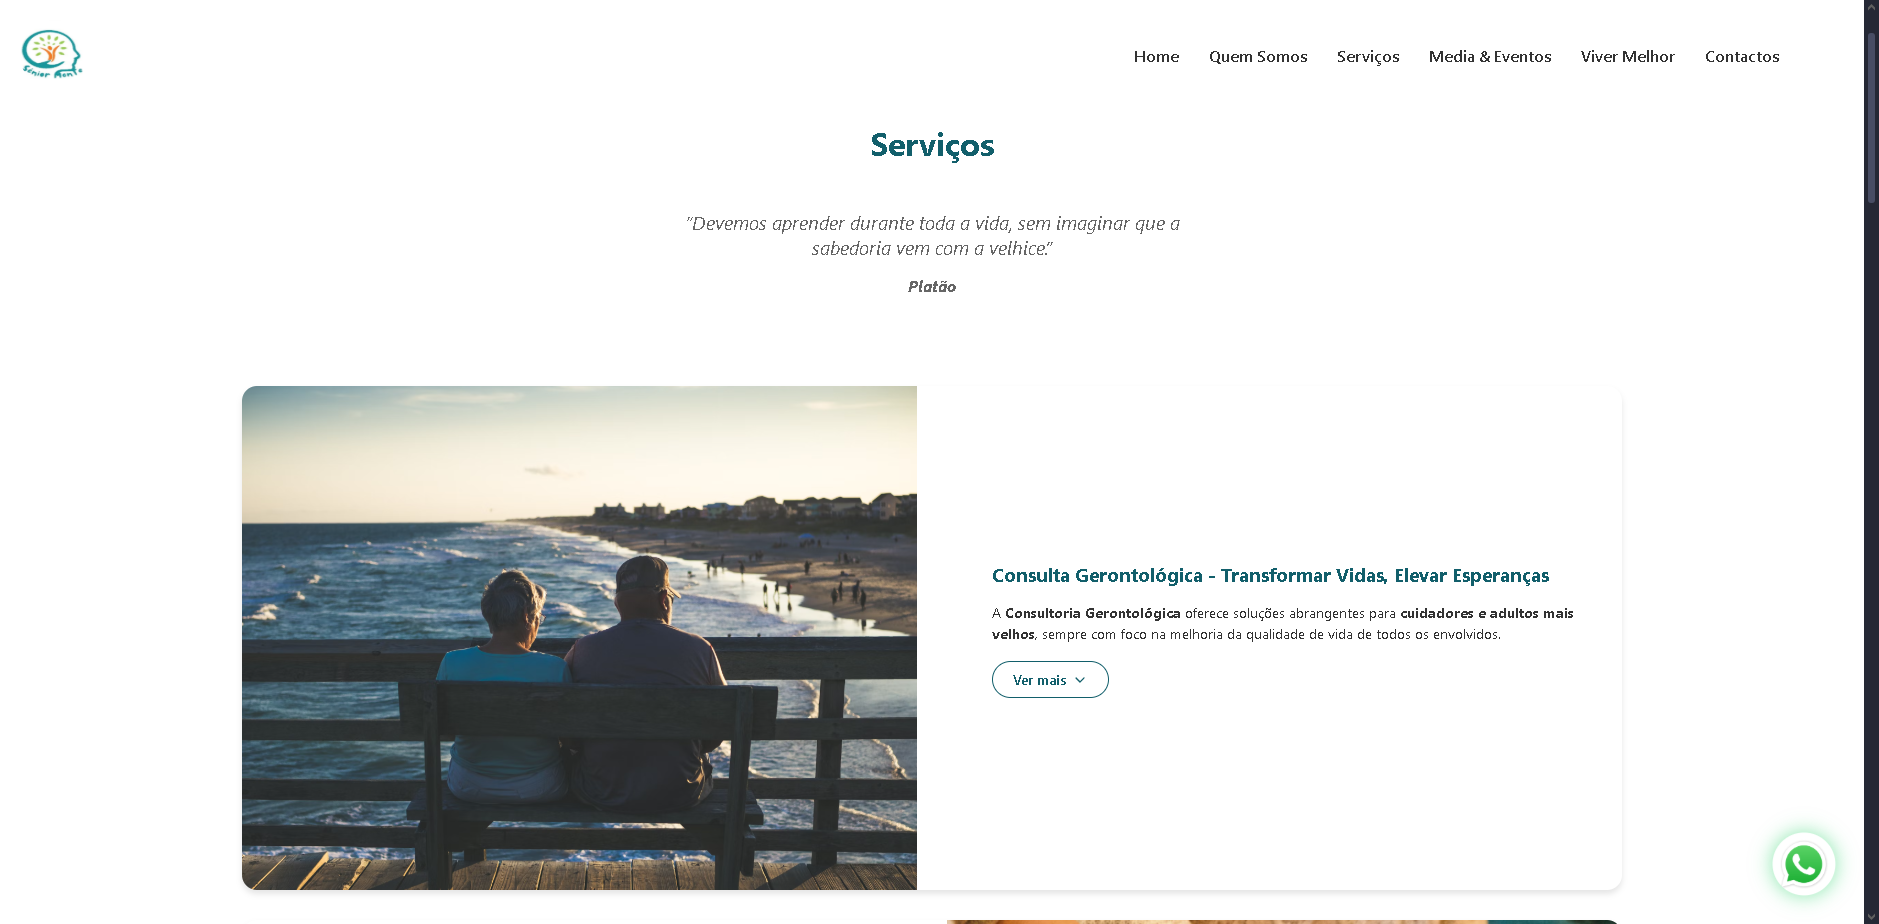 Sénior Mente
Home Quem Somos Serviços Media & Eventos Viver Melhor Contactos
Serviços
"Devemos aprender durante toda a vida, sem imaginar que a
sabedoria vem com a velhice."
Platão
Consulta Gerontológica - Transformar Vidas, Elevar Esperanças
A Consultoria Gerontológica oferece soluções abrangentes para cuidadores e adultos mais
velhos, sempre com foco na melhoria da qualidade de vida de todos os envolvidos.
Ver mais